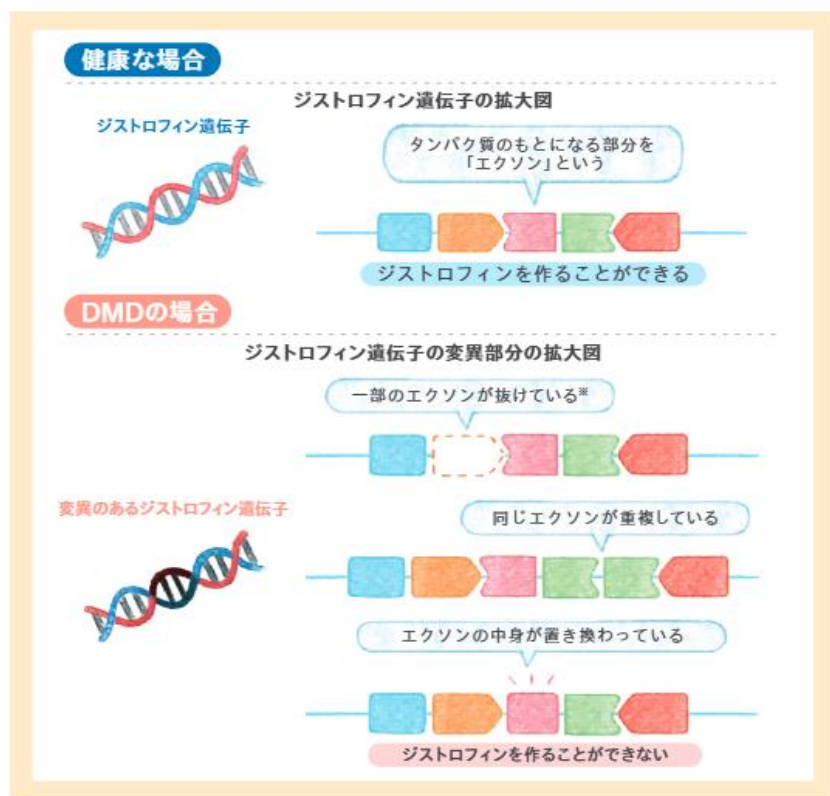 健康な場合
ジストロフィン遺伝子の拡大図
ジストロフィン遺伝子
タンパク質のもとになる部分を
「エクソン」という
ジストロフィンを作ることができる
DMDの場合
ジストロフィン遺伝子の変異部分の拡大図
一部のエクソンが抜けている※
変異のあるジストロフィン遺伝子
同じエクソンが重複している
エクソンの中身が置き換わっている
ジストロフィンを作ることができない